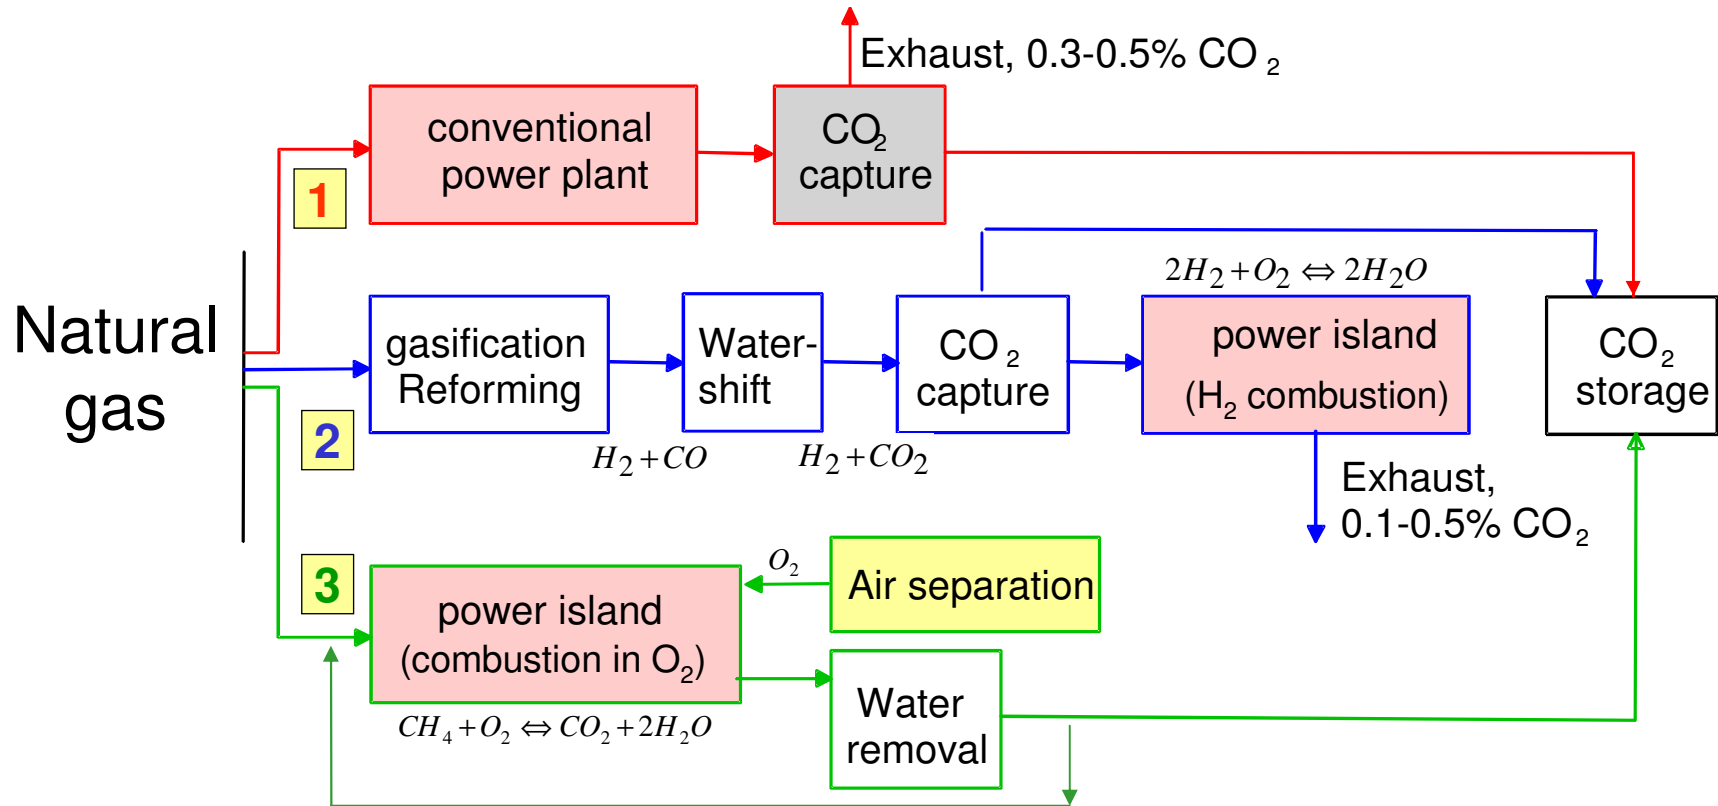 Exhaust, 0.3-0.5% CO₂
conventional
power plant
CO₂
capture
1
Natural
gas
gasification
Reforming
Water-
shift
CO₂
capture
2H₂+O₂⇔2H₂O
power island
(H₂ combustion)
CO₂
storage
2
H₂+CO
H₂+CO₂
Exhaust,
0.1-0.5% CO₂
3
power island
(combustion in O₂)
O₂
Air separation
CH₄+O₂⇔CO₂+2H₂O
Water
removal